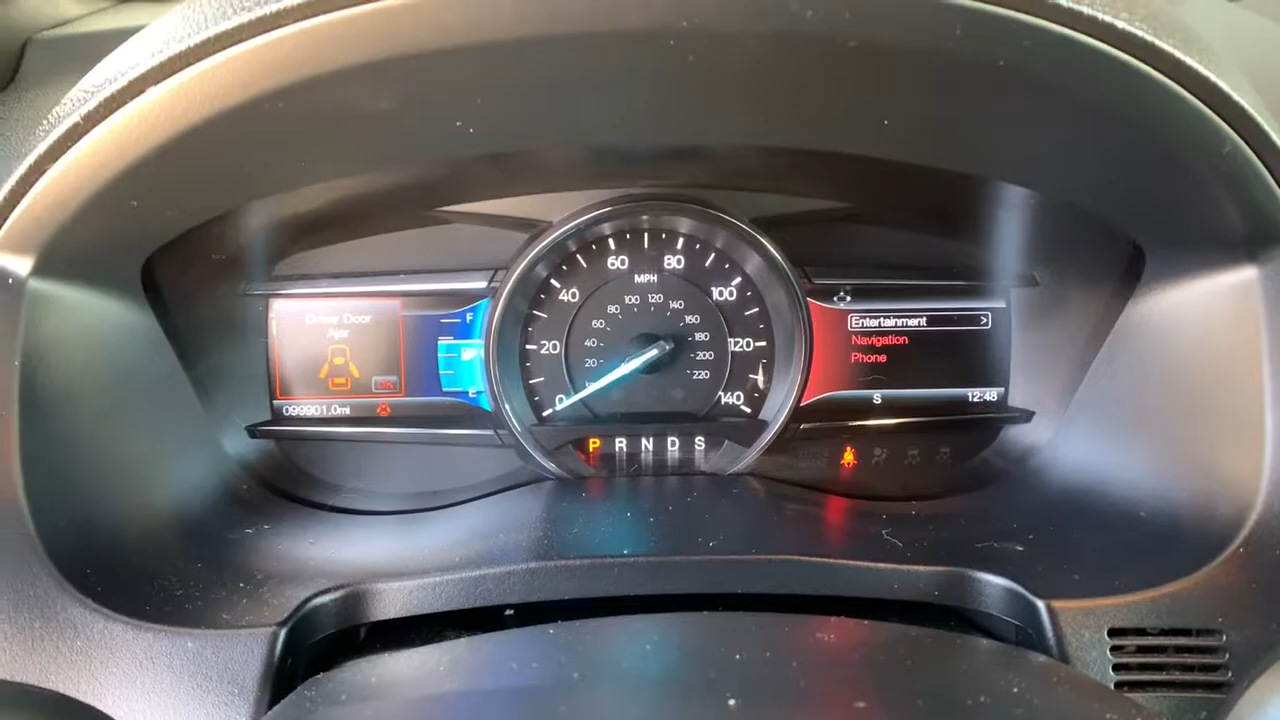 Driver Door
Ajar
OK
099901.0mi
F
E
0
20
40
60
80
100
120
140
MPH
20
40
60
80
100
120
140
160
180
200
220
P R N D S
Entertainment >
Navigation
Phone
S
12:48